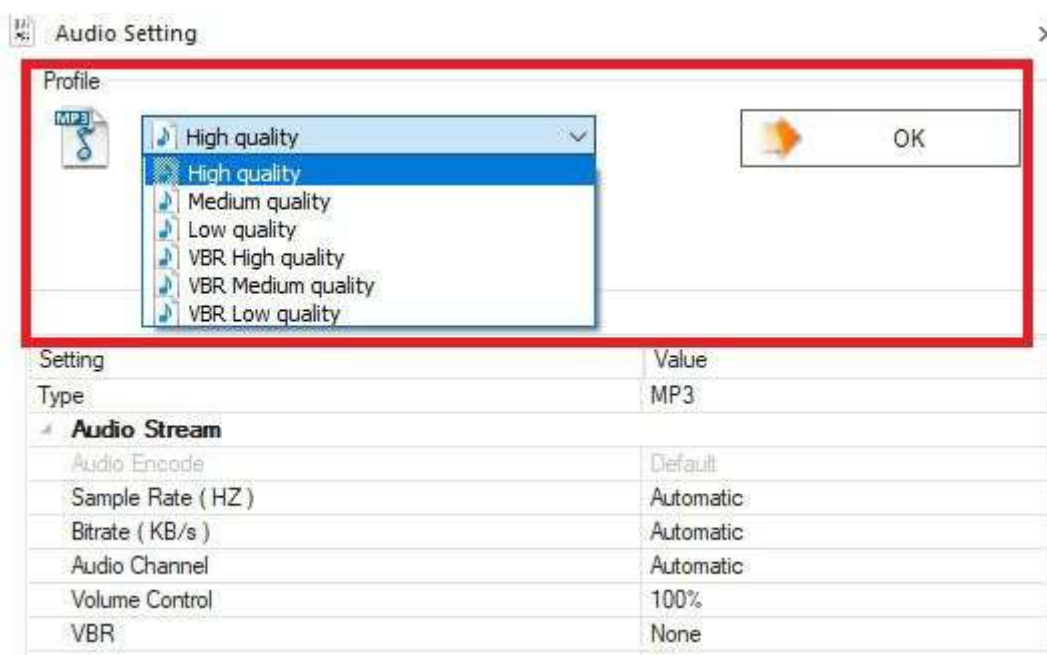 Audio Setting
Profile
MP3
High quality
OK
High quality
Medium quality
Low quality
VBR High quality
VBR Medium quality
VBR Low quality
Setting Value
Type MP3
Audio Stream
Audio Encode Default
Sample Rate ( HZ ) Automatic
Bitrate ( KB/s ) Automatic
Audio Channel Automatic
Volume Control 100%
VBR None